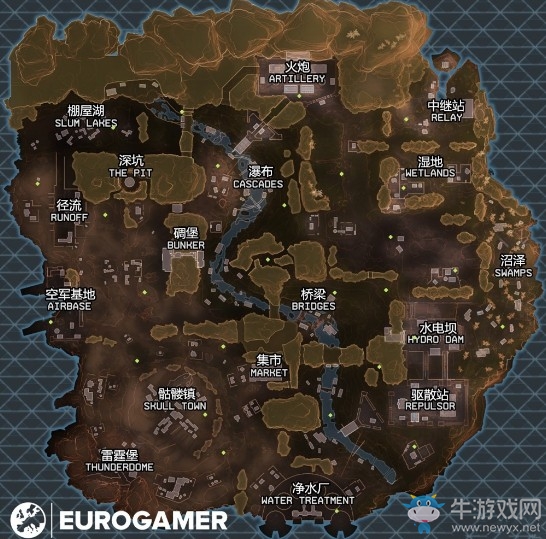 火炮
ARTILLERY
棚屋湖
SLUM LAKES
中继站
RELAY
深坑
THE PIT
瀑布
CASCADES
湿地
WETLANDS
径流
RUNOFF
碉堡
BUNKER
沼泽
SWAMPS
空军基地
AIRBASE
桥梁
BRIDGES
水电坝
HYDRO DAM
集市
MARKET
骷髅镇
SKULL TOWN
驱散站
REPULSOR
雷霆堡
THUNDERDOME
净水厂
WATER TREATMENT
EUROGAMER
牛游戏网
www.newyx.net